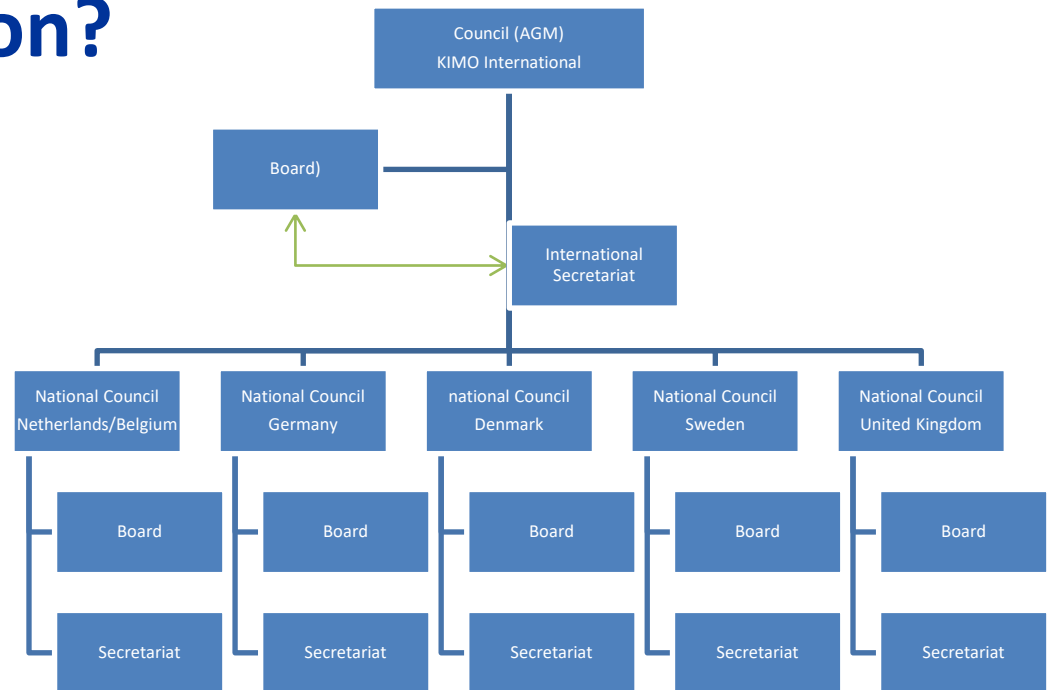 on?
Council (AGM)
KIMO International
Board)
International
Secretariat
National Council
Netherlands/Belgium
National Council
Germany
national Council
Denmark
National Council
Sweden
National Council
United Kingdom
Board
Board
Board
Board
Board
Secretariat
Secretariat
Secretariat
Secretariat
Secretariat